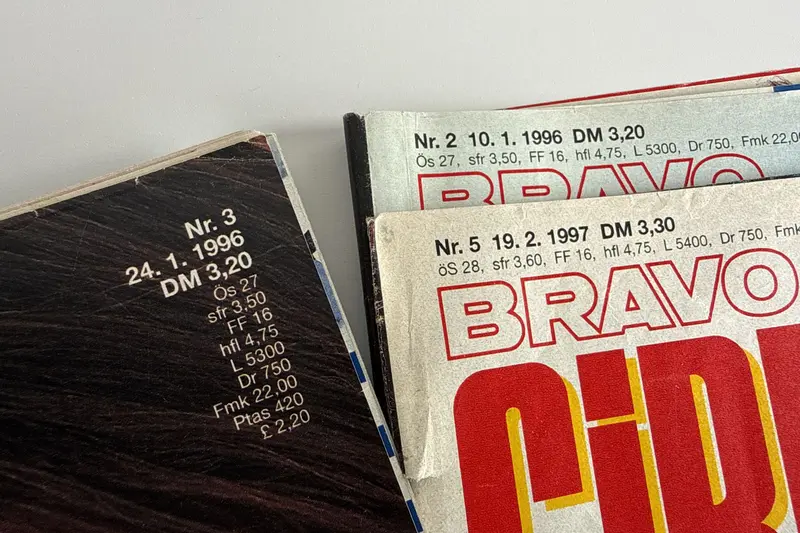 Nr. 3
24. 1. 1996
DM 3,20
Ös 27
sfr 3,50
FF 16
hfl 4,75
L 5300
Dr 750
Fmk 22,00
Ptas 420
£ 2,20
Nr. 2 10. 1. 1996 DM 3,20
Ös 27, sfr 3,50, FF 16, hfl 4,75, L 5300, Dr 750, Fmk 22,00
BRAVO
Nr. 5 19. 2. 1997 DM 3,30
öS 28, sfr 3,60, FF 16, hfl 4,75, L 5400, Dr 750, Fmk
BRAVO